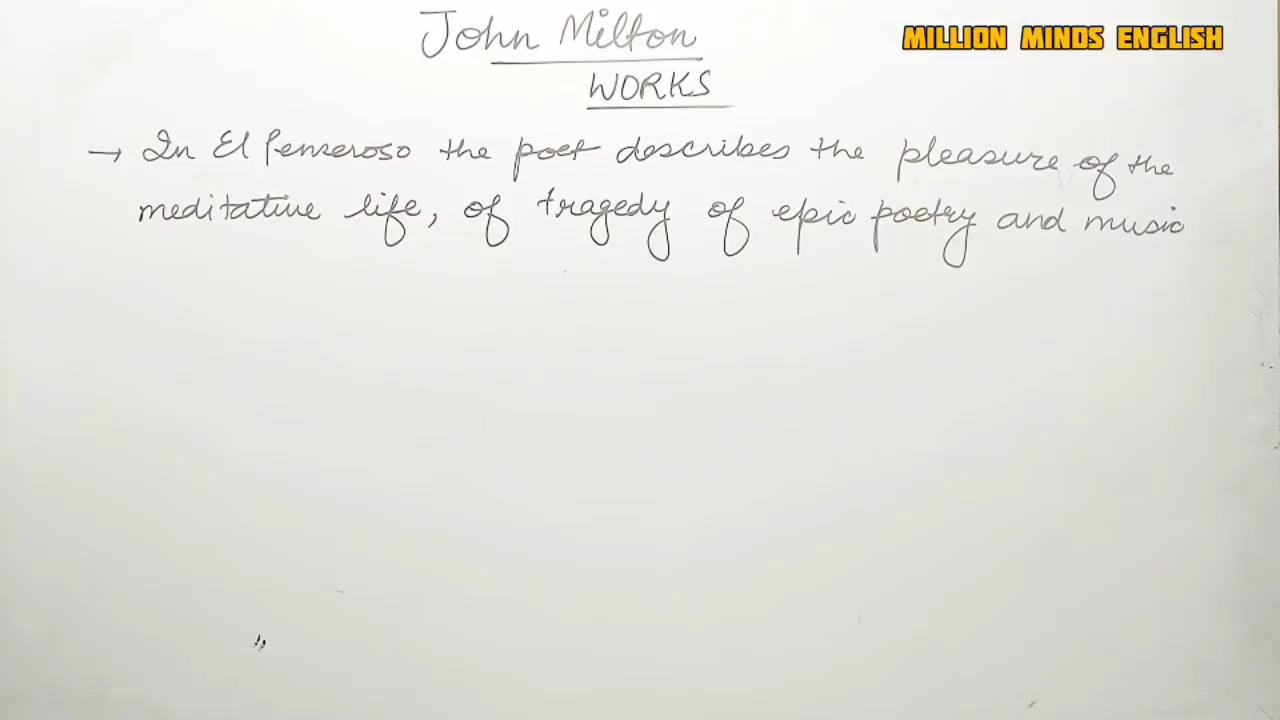 John Milton
MILLION MINDS ENGLISH
WORKS
→ In El Penseroso the poet describes the pleasure of the
meditative life, of tragedy of epic poetry and music